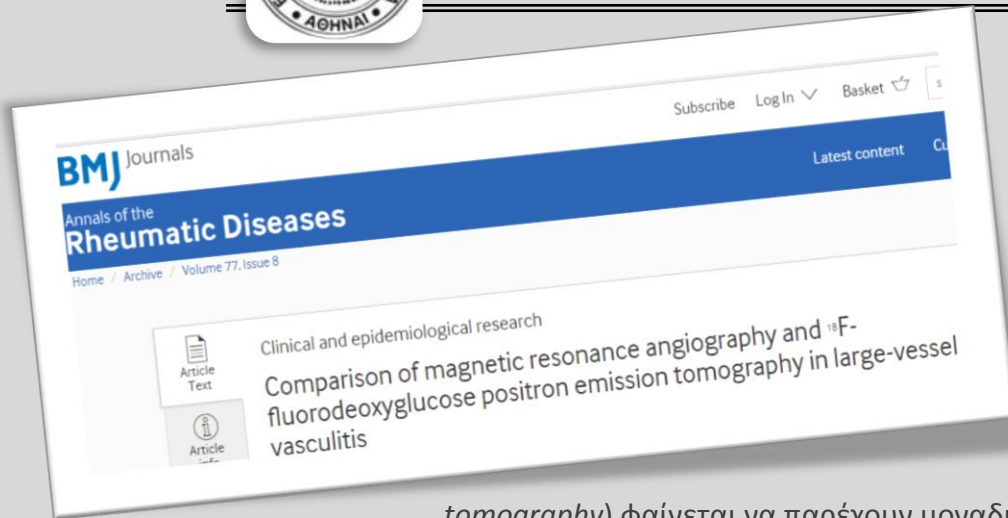 • ΑΘΗΝΑΙ •
Subscribe Log In Basket
BMJ Journals
Latest content
Annals of the
Rheumatic Diseases
Home / Archive / Volume 77, Issue 8
Article
Text
Clinical and epidemiological research
Comparison of magnetic resonance angiography and ¹⁸F-
fluorodeoxyglucose positron emission tomography in large-vessel
vasculitis
Article
tomography) φαίνεται να παρέχουν